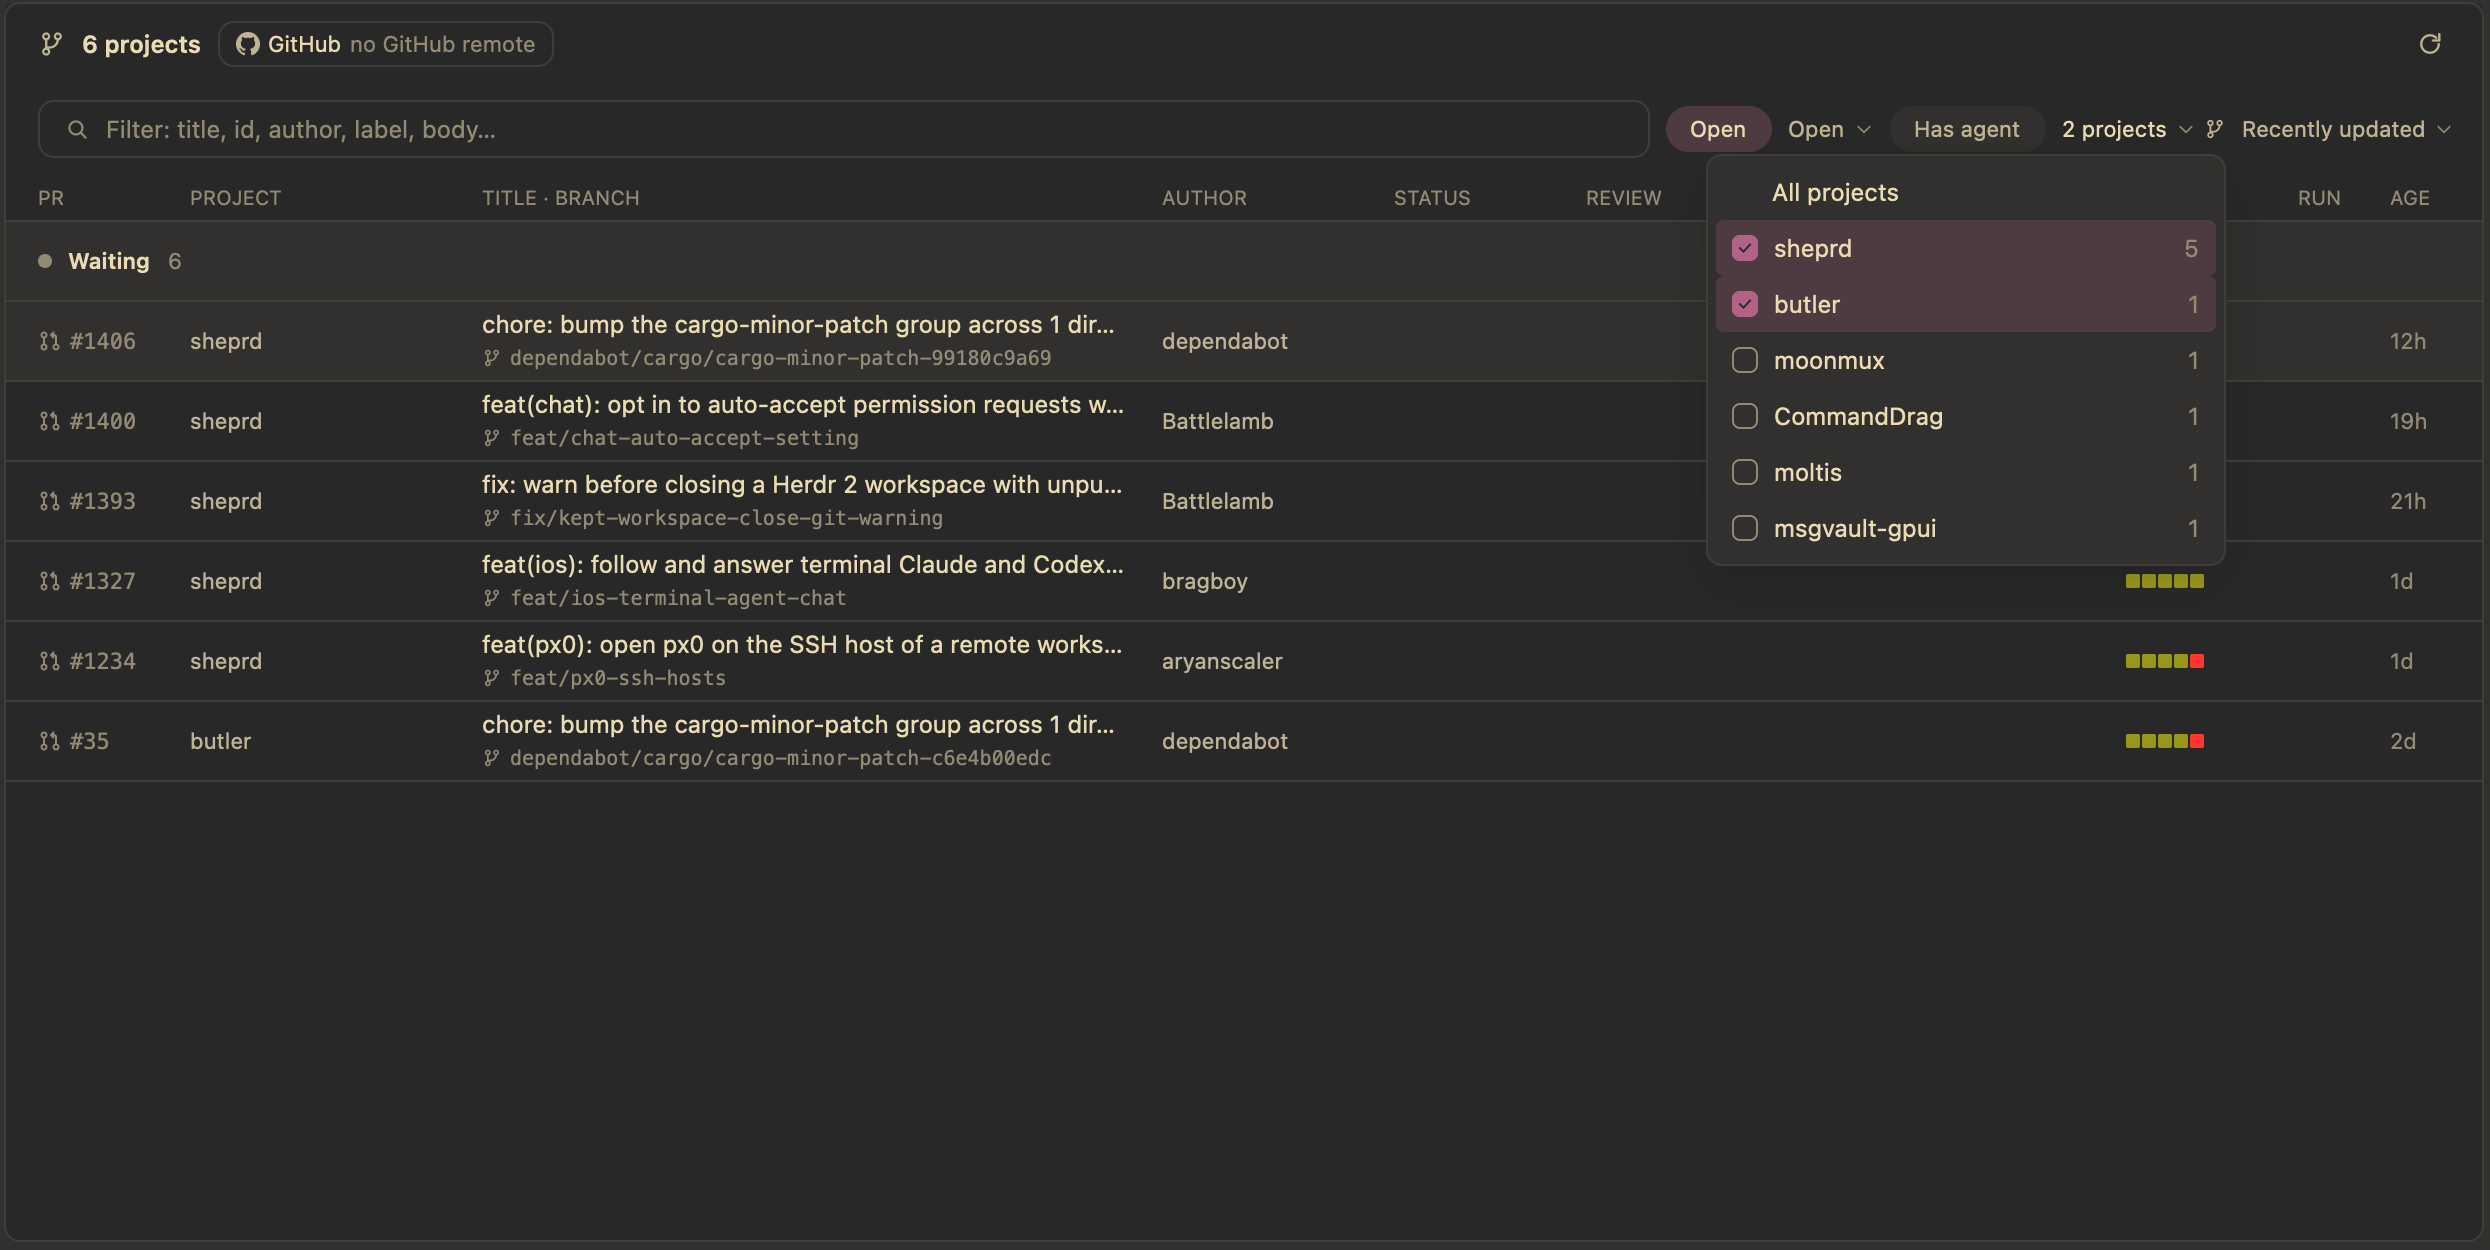 6 projects GitHub no GitHub remote
Filter: title, id, author, label, body...
Open Open Has agent 2 projects Recently updated
PR PROJECT TITLE · BRANCH AUTHOR STATUS REVIEW RUN AGE
All projects
sheprd 5
butler 1
moonmux 1
CommandDrag 1
moltis 1
msgvault-gpui 1
Waiting 6
#1406 sheprd chore: bump the cargo-minor-patch group across 1 dir... dependabot 12h
dependabot/cargo/cargo-minor-patch-99180c9a69
#1400 sheprd feat(chat): opt in to auto-accept permission requests w... Battlelamb 19h
feat/chat-auto-accept-setting
#1393 sheprd fix: warn before closing a Herdr 2 workspace with unpu... Battlelamb 21h
fix/kept-workspace-close-git-warning
#1327 sheprd feat(ios): follow and answer terminal Claude and Codex... bragboy 1d
feat/ios-terminal-agent-chat
#1234 sheprd feat(px0): open px0 on the SSH host of a remote works... aryanscaler 1d
feat/px0-ssh-hosts
#35 butler chore: bump the cargo-minor-patch group across 1 dir... dependabot 2d
dependabot/cargo/cargo-minor-patch-c6e4b00edc